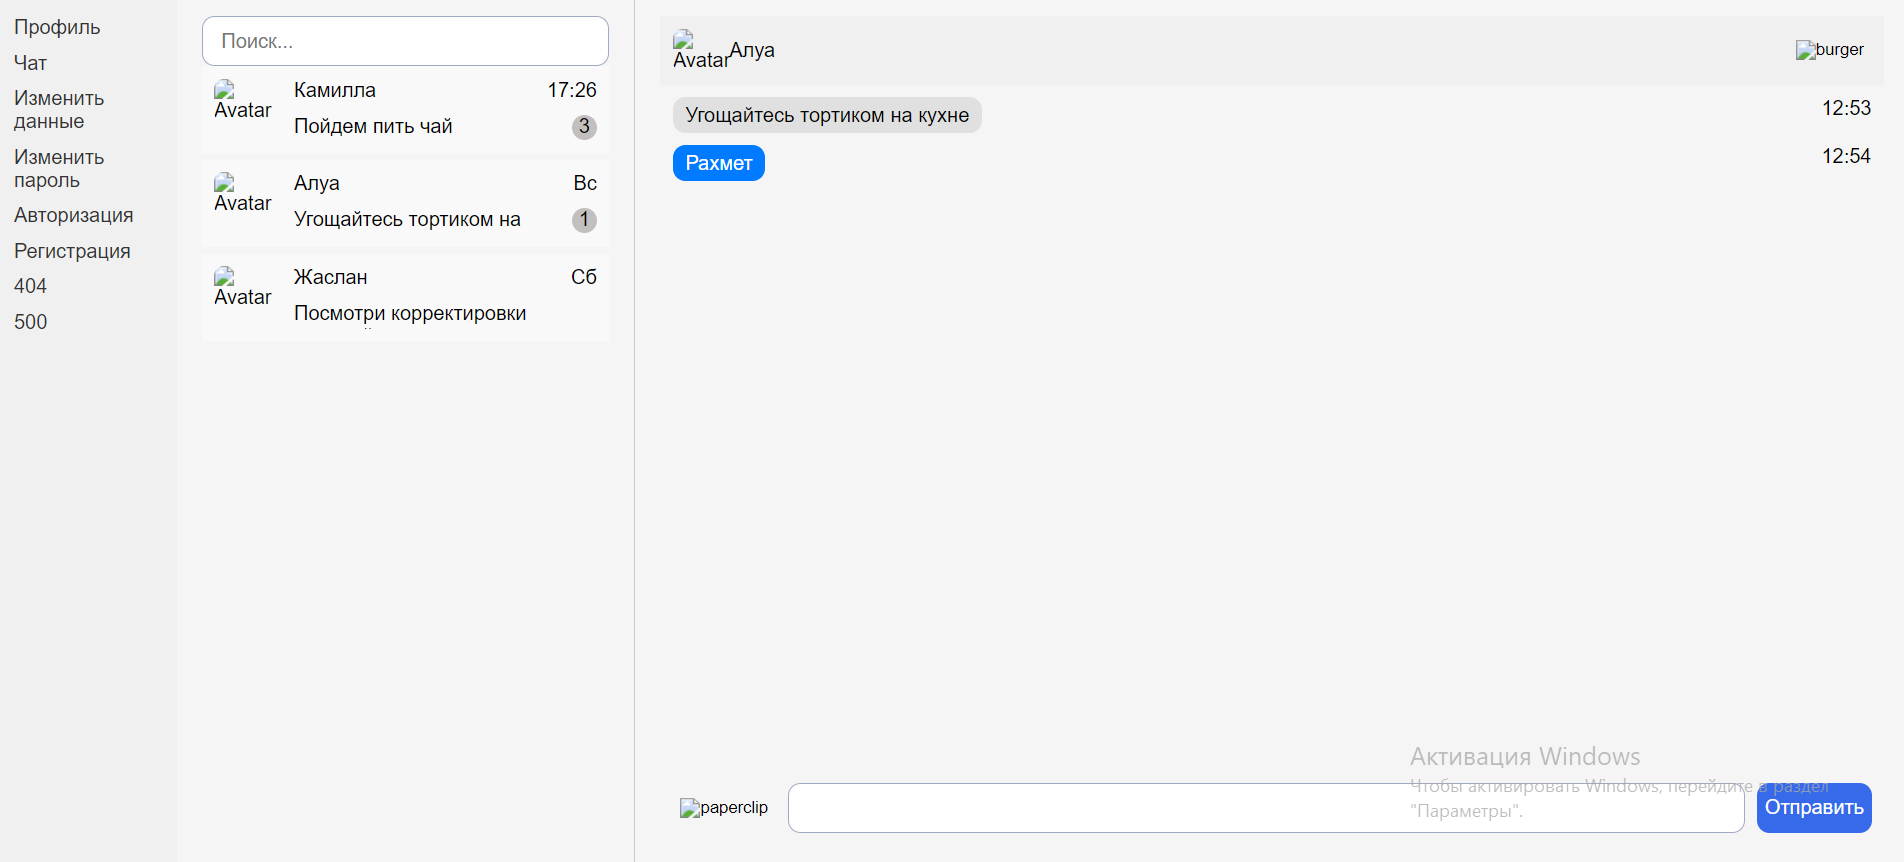 Профиль
Чат
Изменить
данные
Изменить
пароль
Авторизация
Регистрация
404
500
Поиск...
Avatar
Камилла
17:26
Пойдем пить чай
3
Avatar
Алуа
Вс
Угощайтесь тортиком на
1
Avatar
Жаслан
Сб
Посмотри корректировки
Avatar Алуа
burger
Угощайтесь тортиком на кухне
12:53
Рахмет
12:54
Активация Windows
Чтобы активировать Windows, перейдите в раздел
"Параметры".
paperclip
Отправить